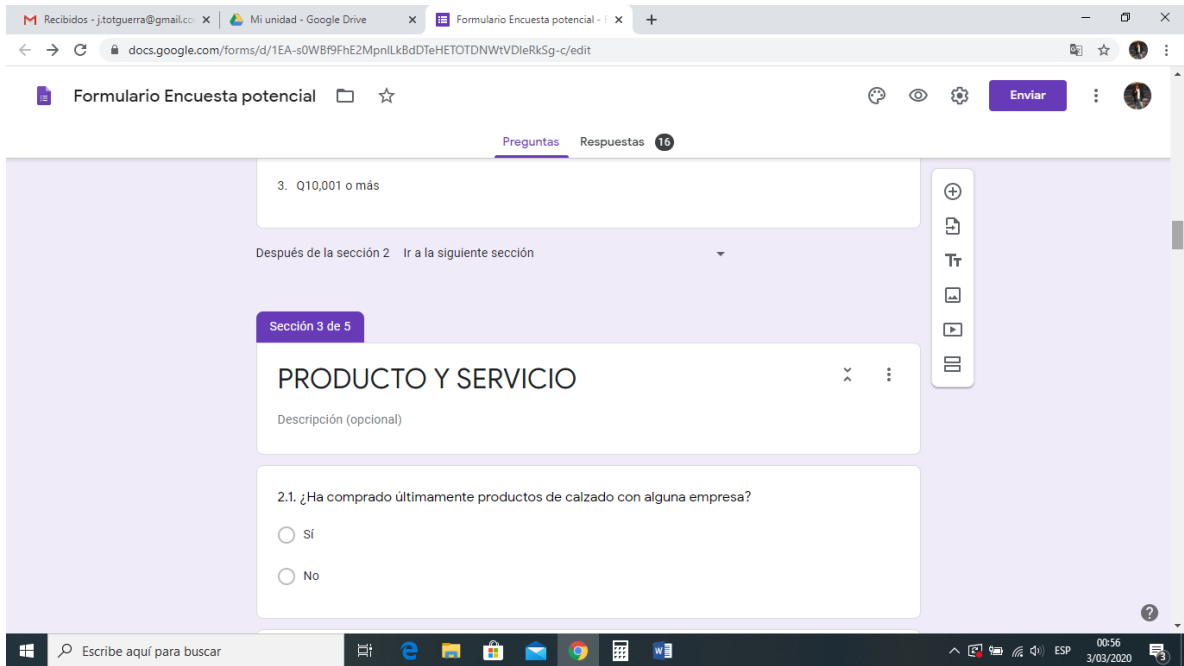 Recibidos - j.totguerra@gmail.co
Mi unidad - Google Drive
Formulario Encuesta potencial -
docs.google.com/forms/d/1EA-s0WBf9FhE2MpnlLkBdDTeHETOTDNWtVDIeRkSg-c/edit
Formulario Encuesta potencial
Enviar
Preguntas Respuestas 16
3. Q10,001 o más
Después de la sección 2 Ir a la siguiente sección
Sección 3 de 5
PRODUCTO Y SERVICIO
Descripción (opcional)
2.1. ¿Ha comprado últimamente productos de calzado con alguna empresa?
Sí
No
Escribe aquí para buscar
ESP
00:56
3/03/2020
3